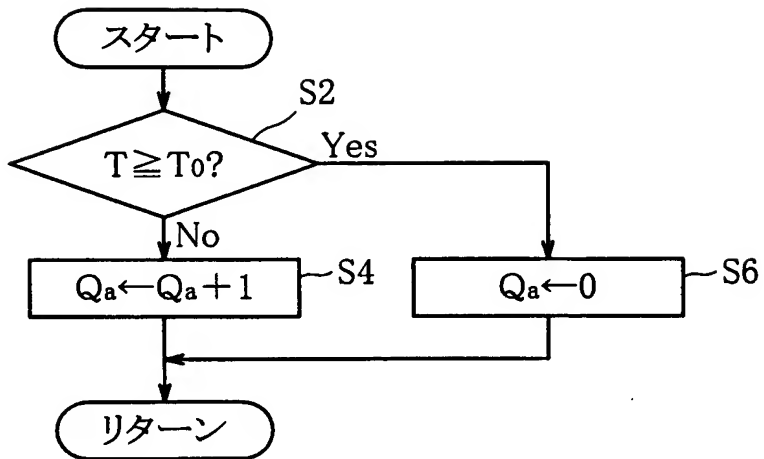 スタート
S2
T≧T₀?
Yes
No
Qₐ←Qₐ+1
S4
Qₐ←0
S6
リターン